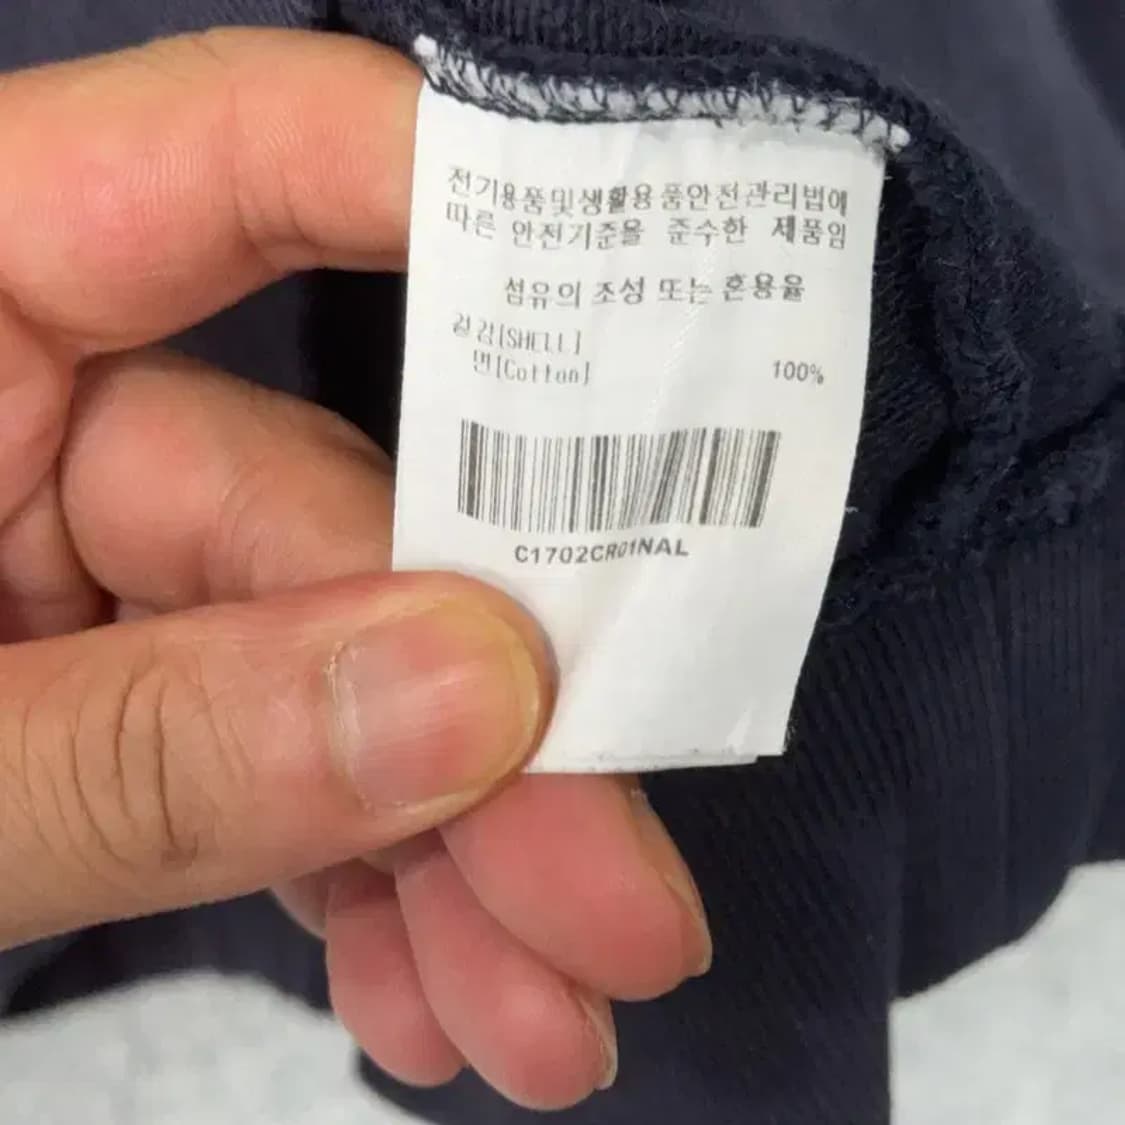 전기용품및생활용품안전관리법에
따른 안전기준을 준수한 제품임
섬유의 조성 또는 혼용율
겉감[SHELL]
면[Cotton] 100%
C1702CR01NAL